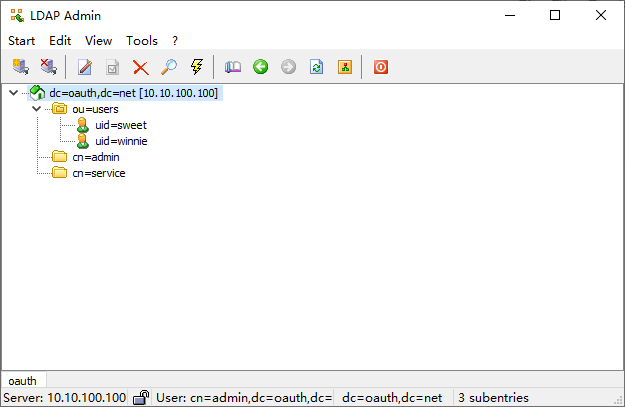 LDAP Admin
Start Edit View Tools ?
dc=oauth,dc=net [10.10.100.100]
ou=users
uid=sweet
uid=winnie
cn=admin
cn=service
oauth
Server: 10.10.100.100 User: cn=admin,dc=oauth,dc= dc=oauth,dc=net 3 subentries